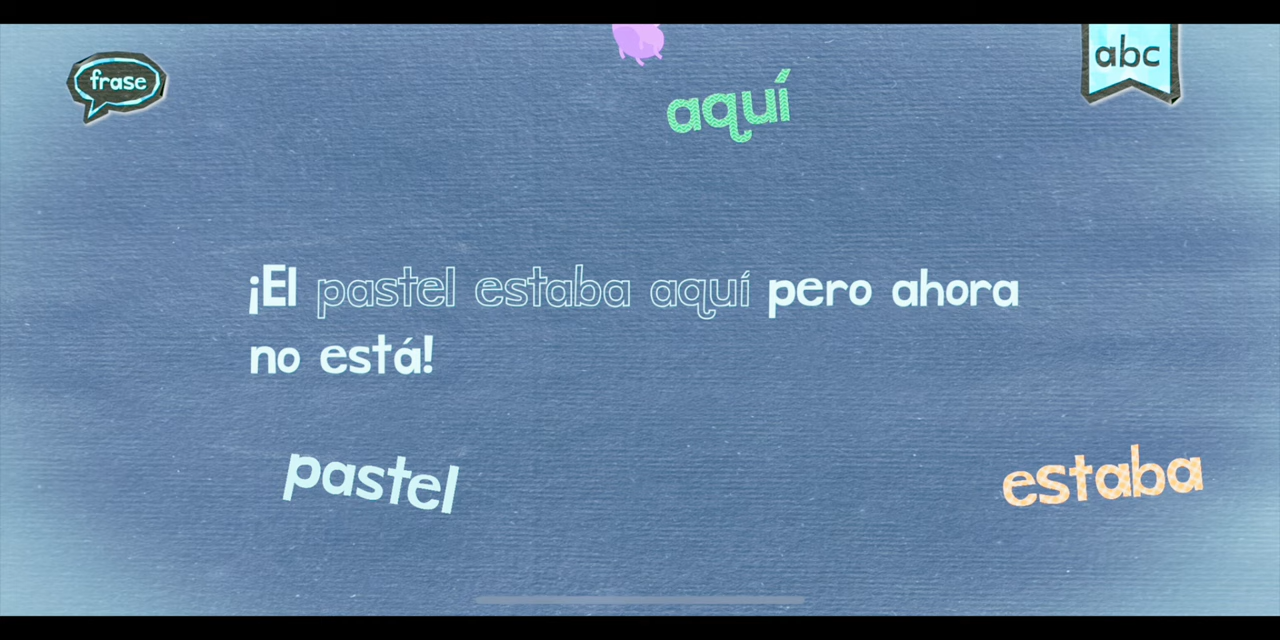 frase
abc
aquí
¡El pastel estaba aquí pero ahora
no está!
pastel
estaba